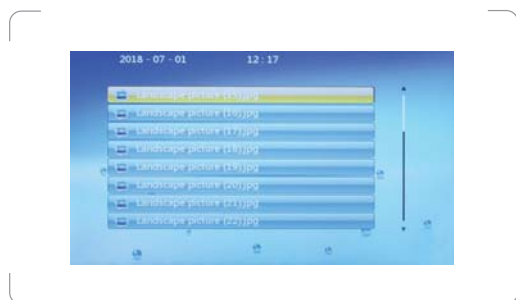 2018 - 07 - 01 12 : 17
Landscape picture (15)jpg
Landscape picture (16)jpg
Landscape picture (17)jpg
Landscape picture (18)jpg
Landscape picture (19)jpg
Landscape picture (20)jpg
Landscape picture (21)jpg
Landscape picture (22)jpg